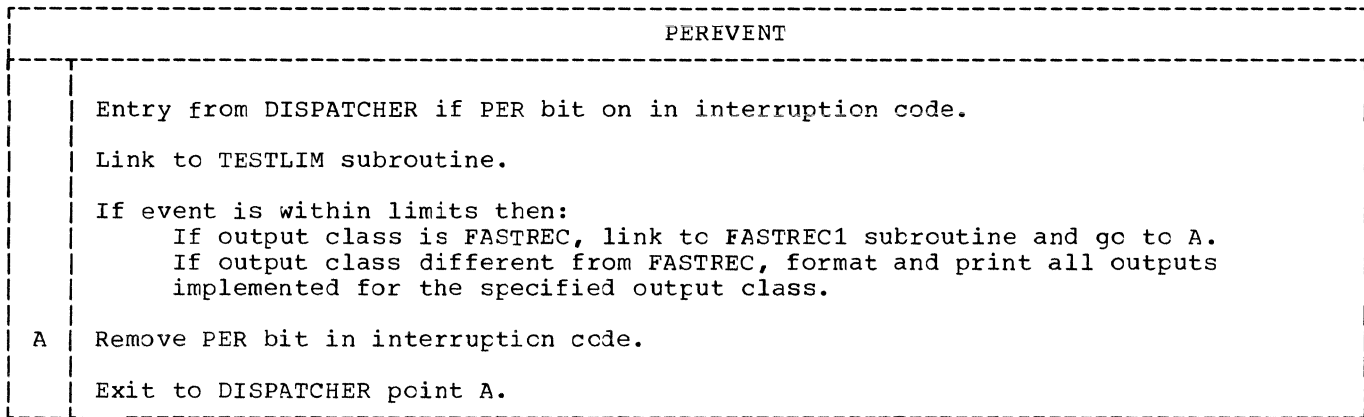 PEREVENT
Entry from DISPATCHER if PER bit on in interruption code.
Link to TESTLIM subroutine.
If event is within limits then:
If output class is FASTREC, link to FASTREC1 subroutine and go to A.
If output class different from FASTREC, format and print all outputs
implemented for the specified output class.
A Remove PER bit in interruption code.
Exit to DISPATCHER point A.